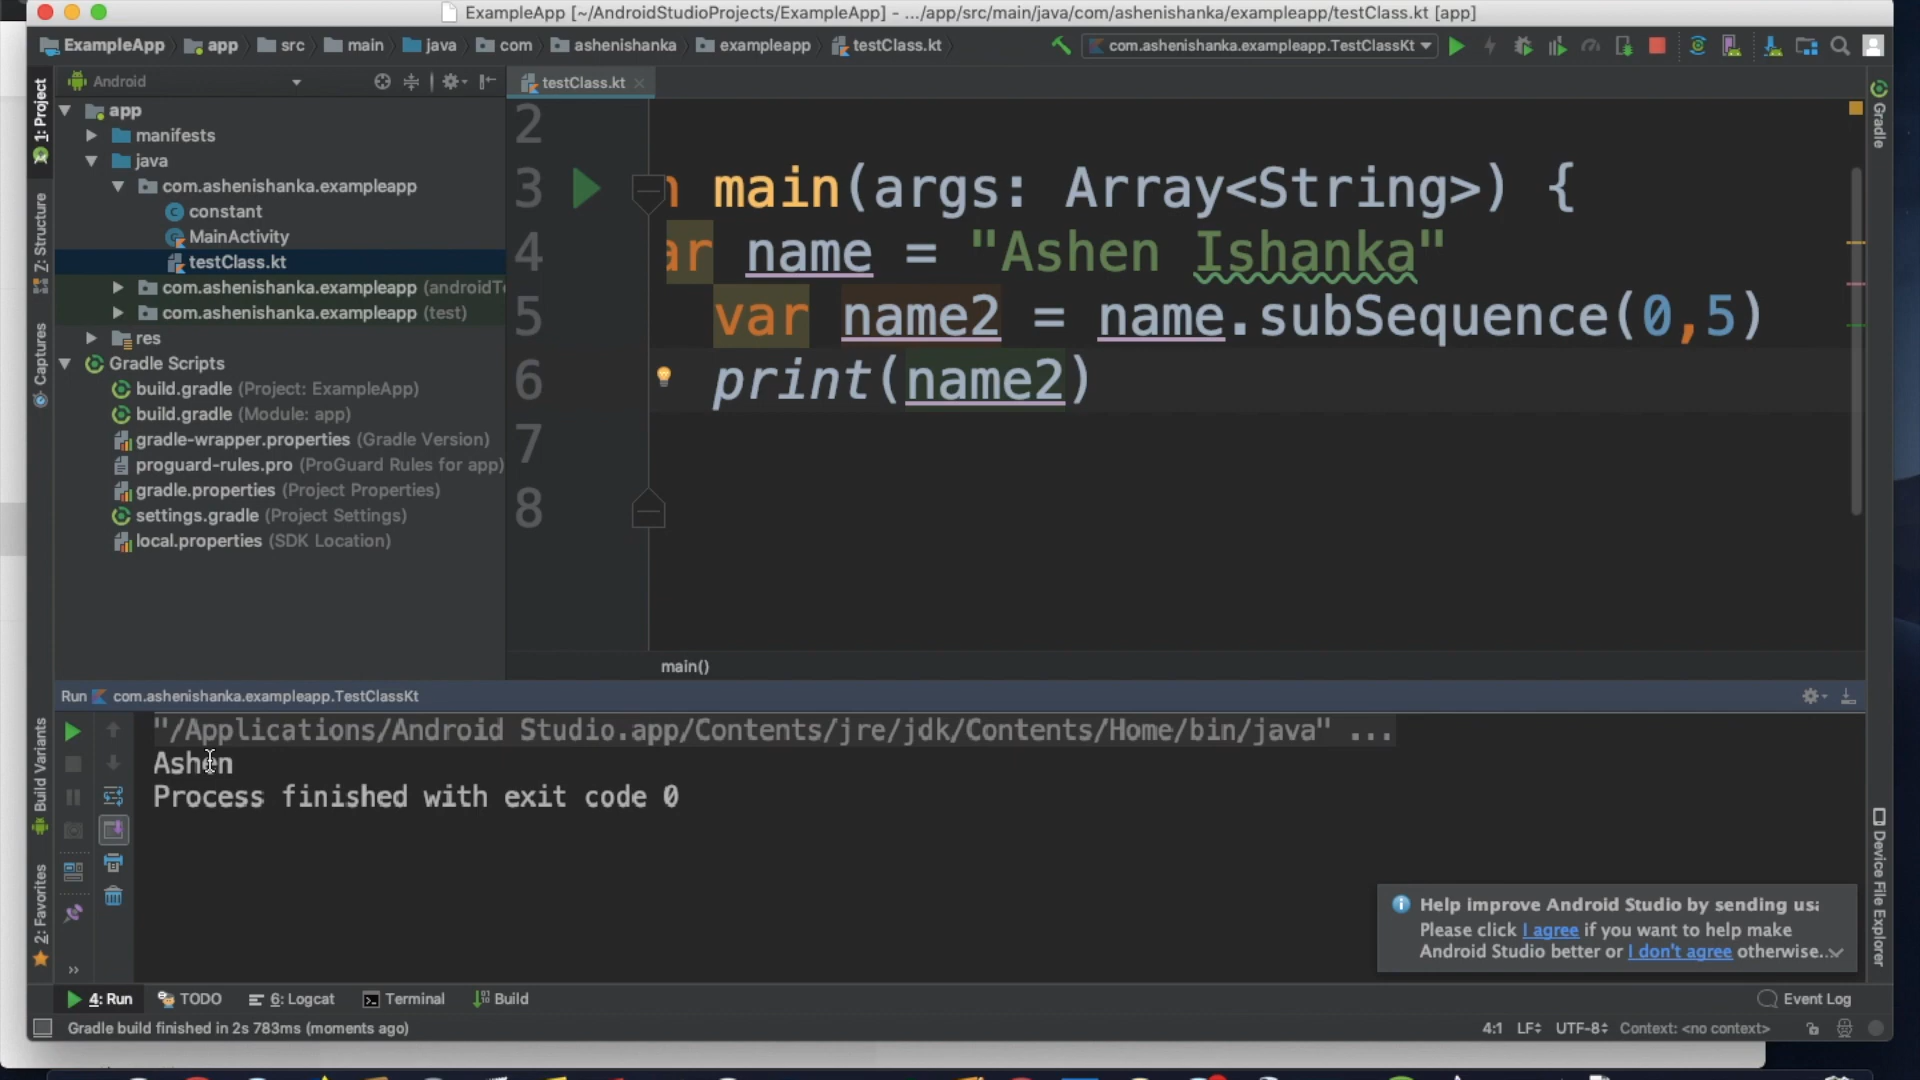 ExampleApp [~/AndroidStudioProjects/ExampleApp] - .../app/src/main/java/com/ashenishanka/exampleapp/testClass.kt [app]
ExampleApp app src main java com ashenishanka exampleapp testClass.kt com.ashenishanka.exampleapp.TestClassKt
Android
testClass.kt
1: Project
Z: Structure
Captures
Build Variants
2: Favorites
app
manifests
java
com.ashenishanka.exampleapp
constant
MainActivity
testClass.kt
com.ashenishanka.exampleapp (androidTe
com.ashenishanka.exampleapp (test)
res
Gradle Scripts
build.gradle (Project: ExampleApp)
build.gradle (Module: app)
gradle-wrapper.properties (Gradle Version)
proguard-rules.pro (ProGuard Rules for app)
gradle.properties (Project Properties)
settings.gradle (Project Settings)
local.properties (SDK Location)
2
3 n main(args: Array<String>) {
4 ar name = "Ashen Ishanka"
5 var name2 = name.subSequence(0,5)
6 print(name2)
7
8
main()
Gradle
Device File Explorer
Run com.ashenishanka.exampleapp.TestClassKt
"/Applications/Android Studio.app/Contents/jre/jdk/Contents/Home/bin/java" ...
Ashen
Process finished with exit code 0
Help improve Android Studio by sending usa
Please click I agree if you want to help make
Android Studio better or I don't agree otherwise...
4: Run TODO 6: Logcat Terminal Build Event Log
Gradle build finished in 2s 783ms (moments ago) 4:1 LF UTF-8 Context: <no context>